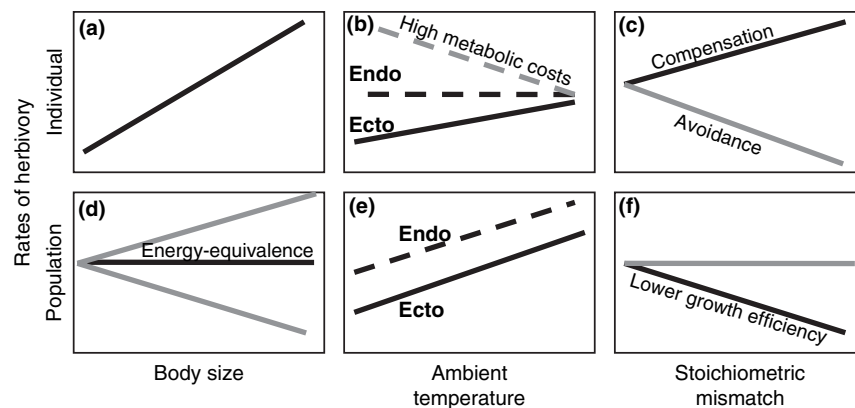 Rates of herbivory
Individual
Population
(a)
(b)
High metabolic costs
Endo
Ecto
(c)
Compensation
Avoidance
(d)
Energy-equivalence
(e)
Endo
Ecto
(f)
Lower growth efficiency
Body size
Ambient
temperature
Stoichiometric
mismatch